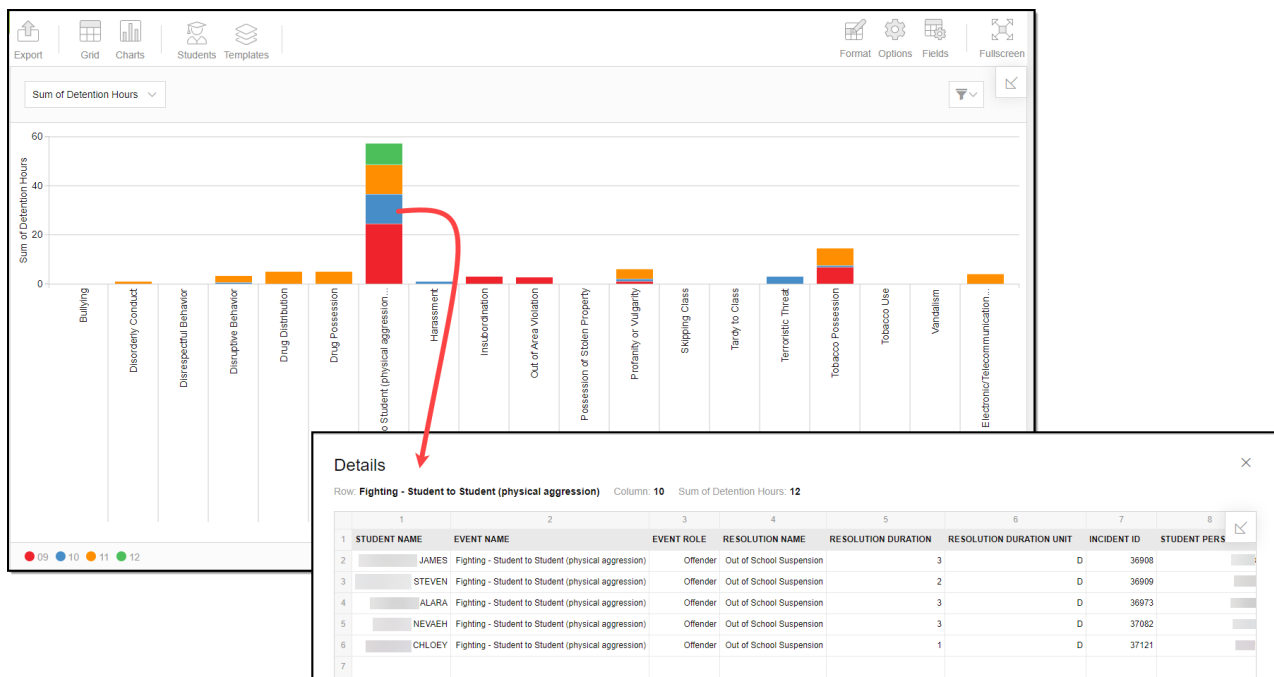 Export Grid Charts Students Templates Format Options Fields Fullscreen
Sum of Detention Hours
60
40
20
0
Sum of Detention Hours
Bullying
Disorderly Conduct
Disrespectful Behavior
Disruptive Behavior
Drug Distribution
Drug Possession
o Student (physical aggression...
Harassment
Insubordination
Out of Area Violation
Possession of Stolen Property
Profanity or Vulgarity
Skipping Class
Tardy to Class
Terroristic Threat
Tobacco Possession
Tobacco Use
Vandalism
Electronic/Telecommunication...
09 10 11 12
Details
Row: Fighting - Student to Student (physical aggression) Column: 10 Sum of Detention Hours: 12
1 2 3 4 5 6 7 8
1 STUDENT NAME EVENT NAME EVENT ROLE RESOLUTION NAME RESOLUTION DURATION RESOLUTION DURATION UNIT INCIDENT ID STUDENT PERS
2 JAMES Fighting - Student to Student (physical aggression) Offender Out of School Suspension 3 D 36908
3 STEVEN Fighting - Student to Student (physical aggression) Offender Out of School Suspension 2 D 36909
4 ALARA Fighting - Student to Student (physical aggression) Offender Out of School Suspension 3 D 36973
5 NEVAEH Fighting - Student to Student (physical aggression) Offender Out of School Suspension 3 D 37082
6 CHLOEY Fighting - Student to Student (physical aggression) Offender Out of School Suspension 1 D 37121
7